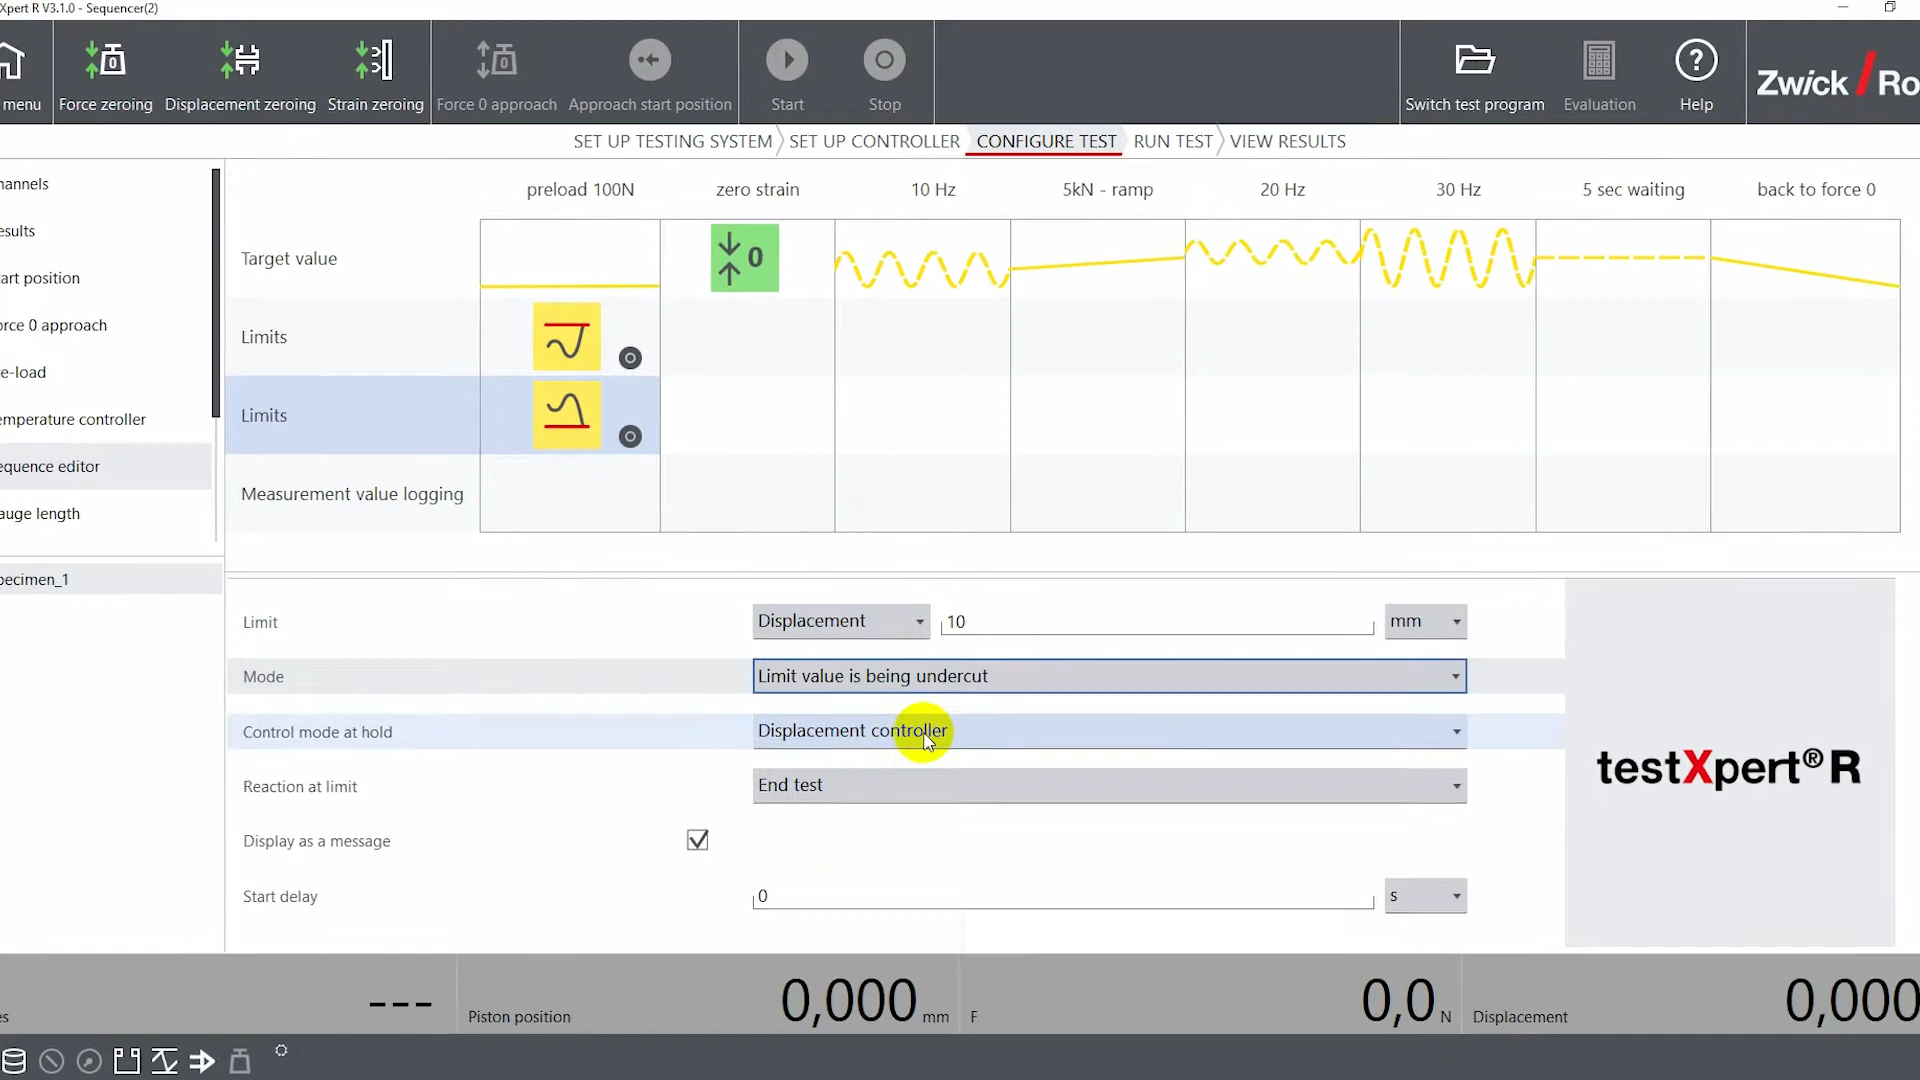 Xpert R V3.1.0 - Sequencer(2)
menu
Force zeroing
Displacement zeroing
Strain zeroing
Force 0 approach
Approach start position
Start
Stop
Switch test program
Evaluation
Help
Zwick / Ro
SET UP TESTING SYSTEM
SET UP CONTROLLER
CONFIGURE TEST
RUN TEST
VIEW RESULTS
hannels
esults
art position
orce 0 approach
e-load
emperature controller
equence editor
auge length
pecimen_1
preload 100N
zero strain
10 Hz
5kN - ramp
20 Hz
30 Hz
5 sec waiting
back to force 0
Target value
0
Limits
Limits
Measurement value logging
Limit
Displacement
10
mm
Mode
Limit value is being undercut
Control mode at hold
Displacement controller
Reaction at limit
End test
Display as a message
Start delay
0
s
testXpert® R
es
---
Piston position
0,000 mm
F
0,0 N
Displacement
0,000